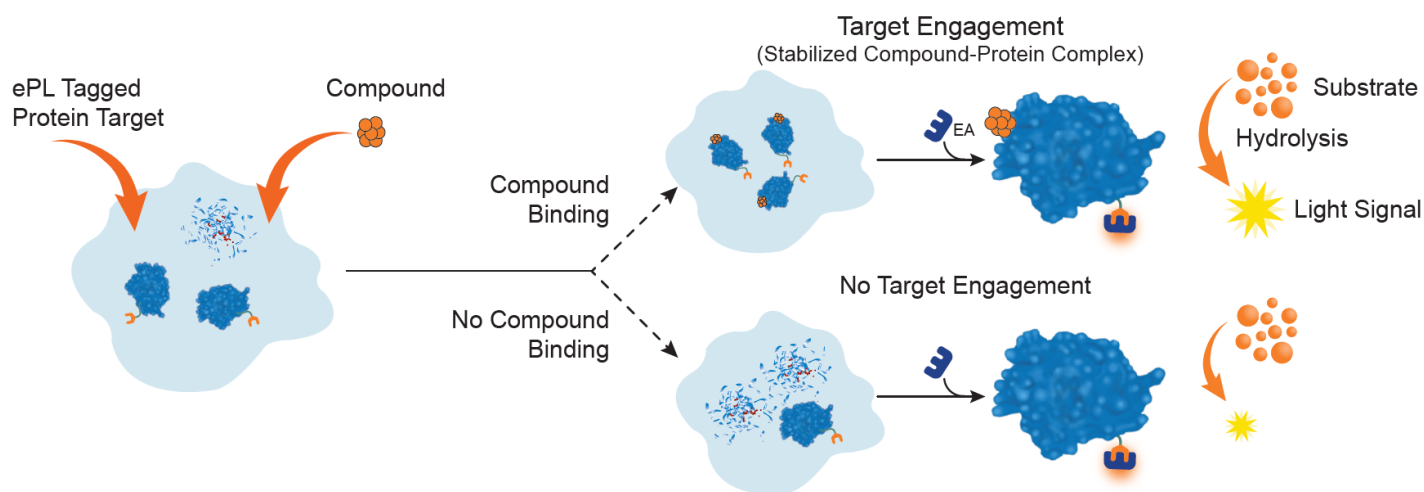 ePL Tagged
Protein Target
Compound
Compound
Binding
No Compound
Binding
Target Engagement
(Stabilized Compound-Protein Complex)
EA
Substrate
Hydrolysis
Light Signal
No Target Engagement